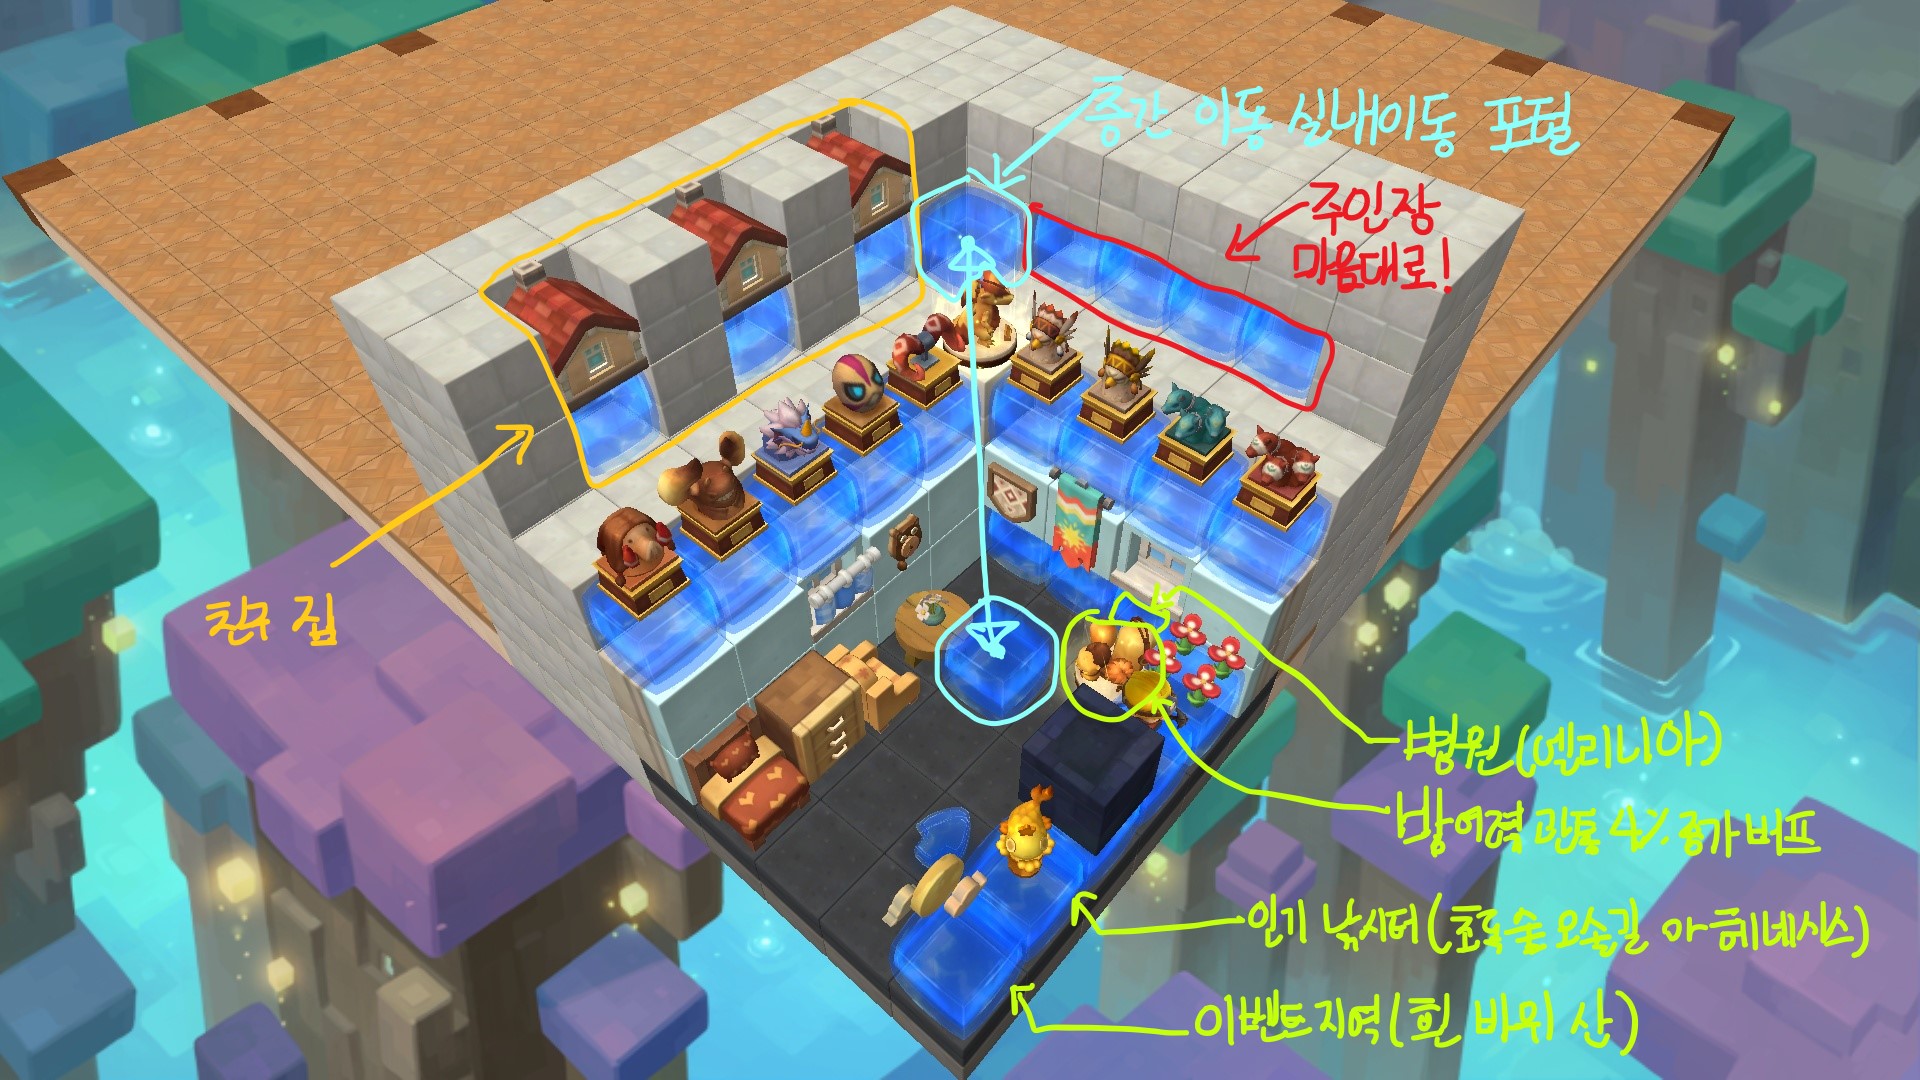 층간 이동 실내이동 포탈
주인장
마음대로!
친구 집
병원(엘리니아)
방어력 관통 4% 증가 버프
인기 낚시터(초록 숲 오솔길 아 헤네시스)
이벤트 지역(흰 바위 산)